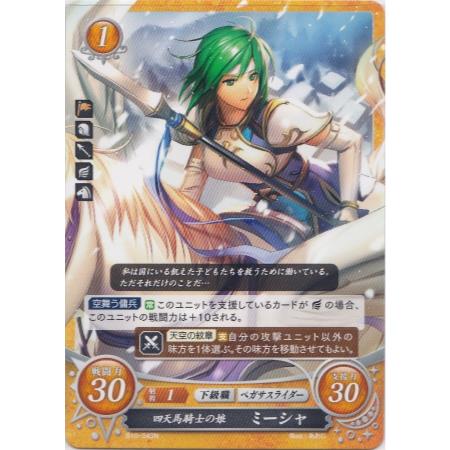 1
私は国にいる飢えた子どもたちを救うために働いている。
ただそれだけのことだ…
空舞う傭兵 常 このユニットを支援しているカードが の場合、
このユニットの戦闘力は+10される。
天空の紋章 支 自分の攻撃ユニット以外の
味方を1体選ぶ。その味方を移動させてもよい。
戦闘力 30
射程 1 下級職 ペガサスライダー
支援力 30
四天馬騎士の娘 ミーシャ